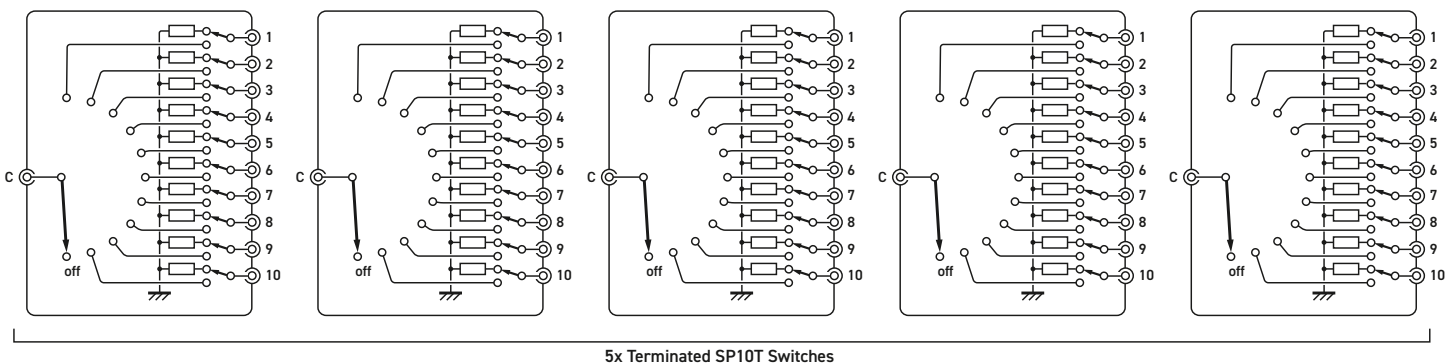 1 1 1 1 1
2 2 2 2 2
3 3 3 3 3
4 4 4 4 4
5 5 5 5 5
C 6 C 6 C 6 C 6 C 6
7 7 7 7 7
8 8 8 8 8
9 9 9 9 9
off 10 off 10 off 10 off 10 off 10
5x Terminated SP10T Switches